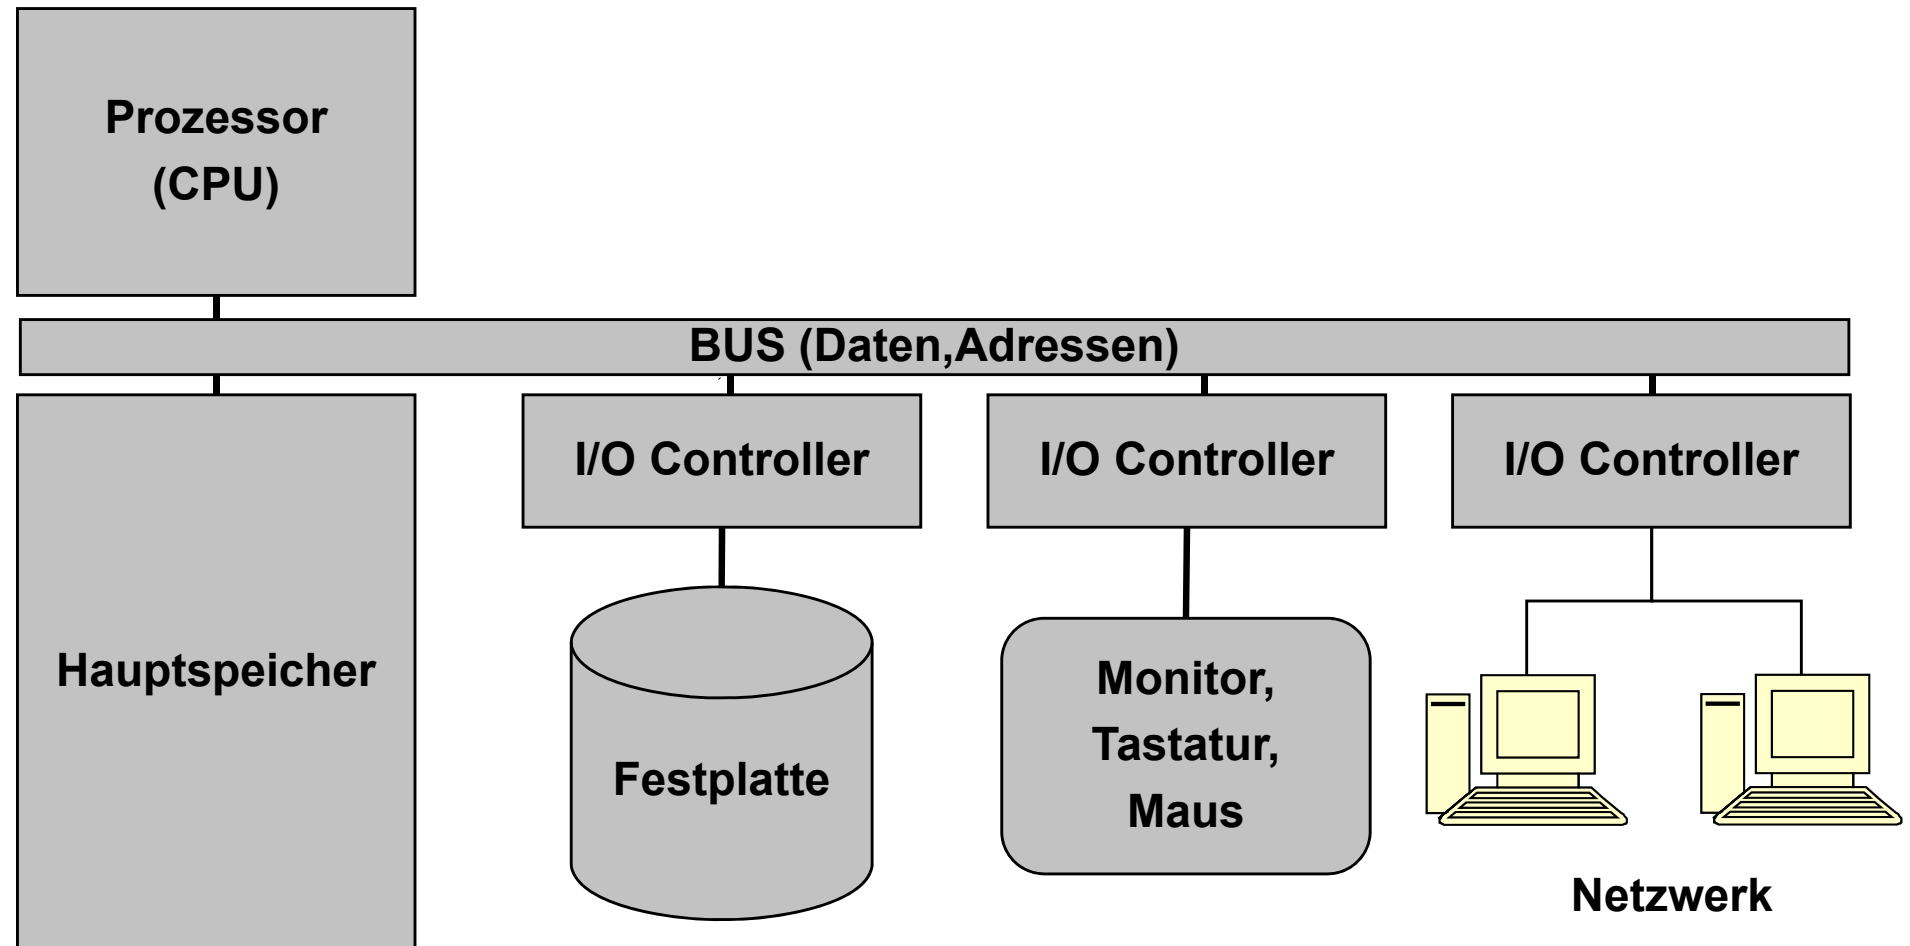 Prozessor
(CPU)
BUS (Daten,Adressen)
Hauptspeicher
I/O Controller
Festplatte
I/O Controller
Monitor,
Tastatur,
Maus
I/O Controller
Netzwerk